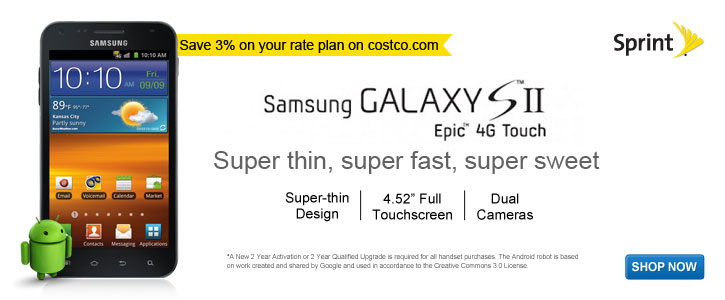 Save 3% on your rate plan on costco.com
Sprint
SAMSUNG
10:10 AM
10:10
AM
Fri.
09/09
89°F
Kansas City
Partly sunny
Email Voicemail Calendar Market
Contacts Messaging Applications
Samsung GALAXY S™ II
Epic™ 4G Touch
Super thin, super fast, super sweet
Super-thin
Design
4.52” Full
Touchscreen
Dual
Cameras
*A New 2 Year Activation or 2 Year Qualified Upgrade is required for all handset purchases. The Android robot is based
on work created and shared by Google and used in accordance to the Creative Commons 3.0 License.
SHOP NOW